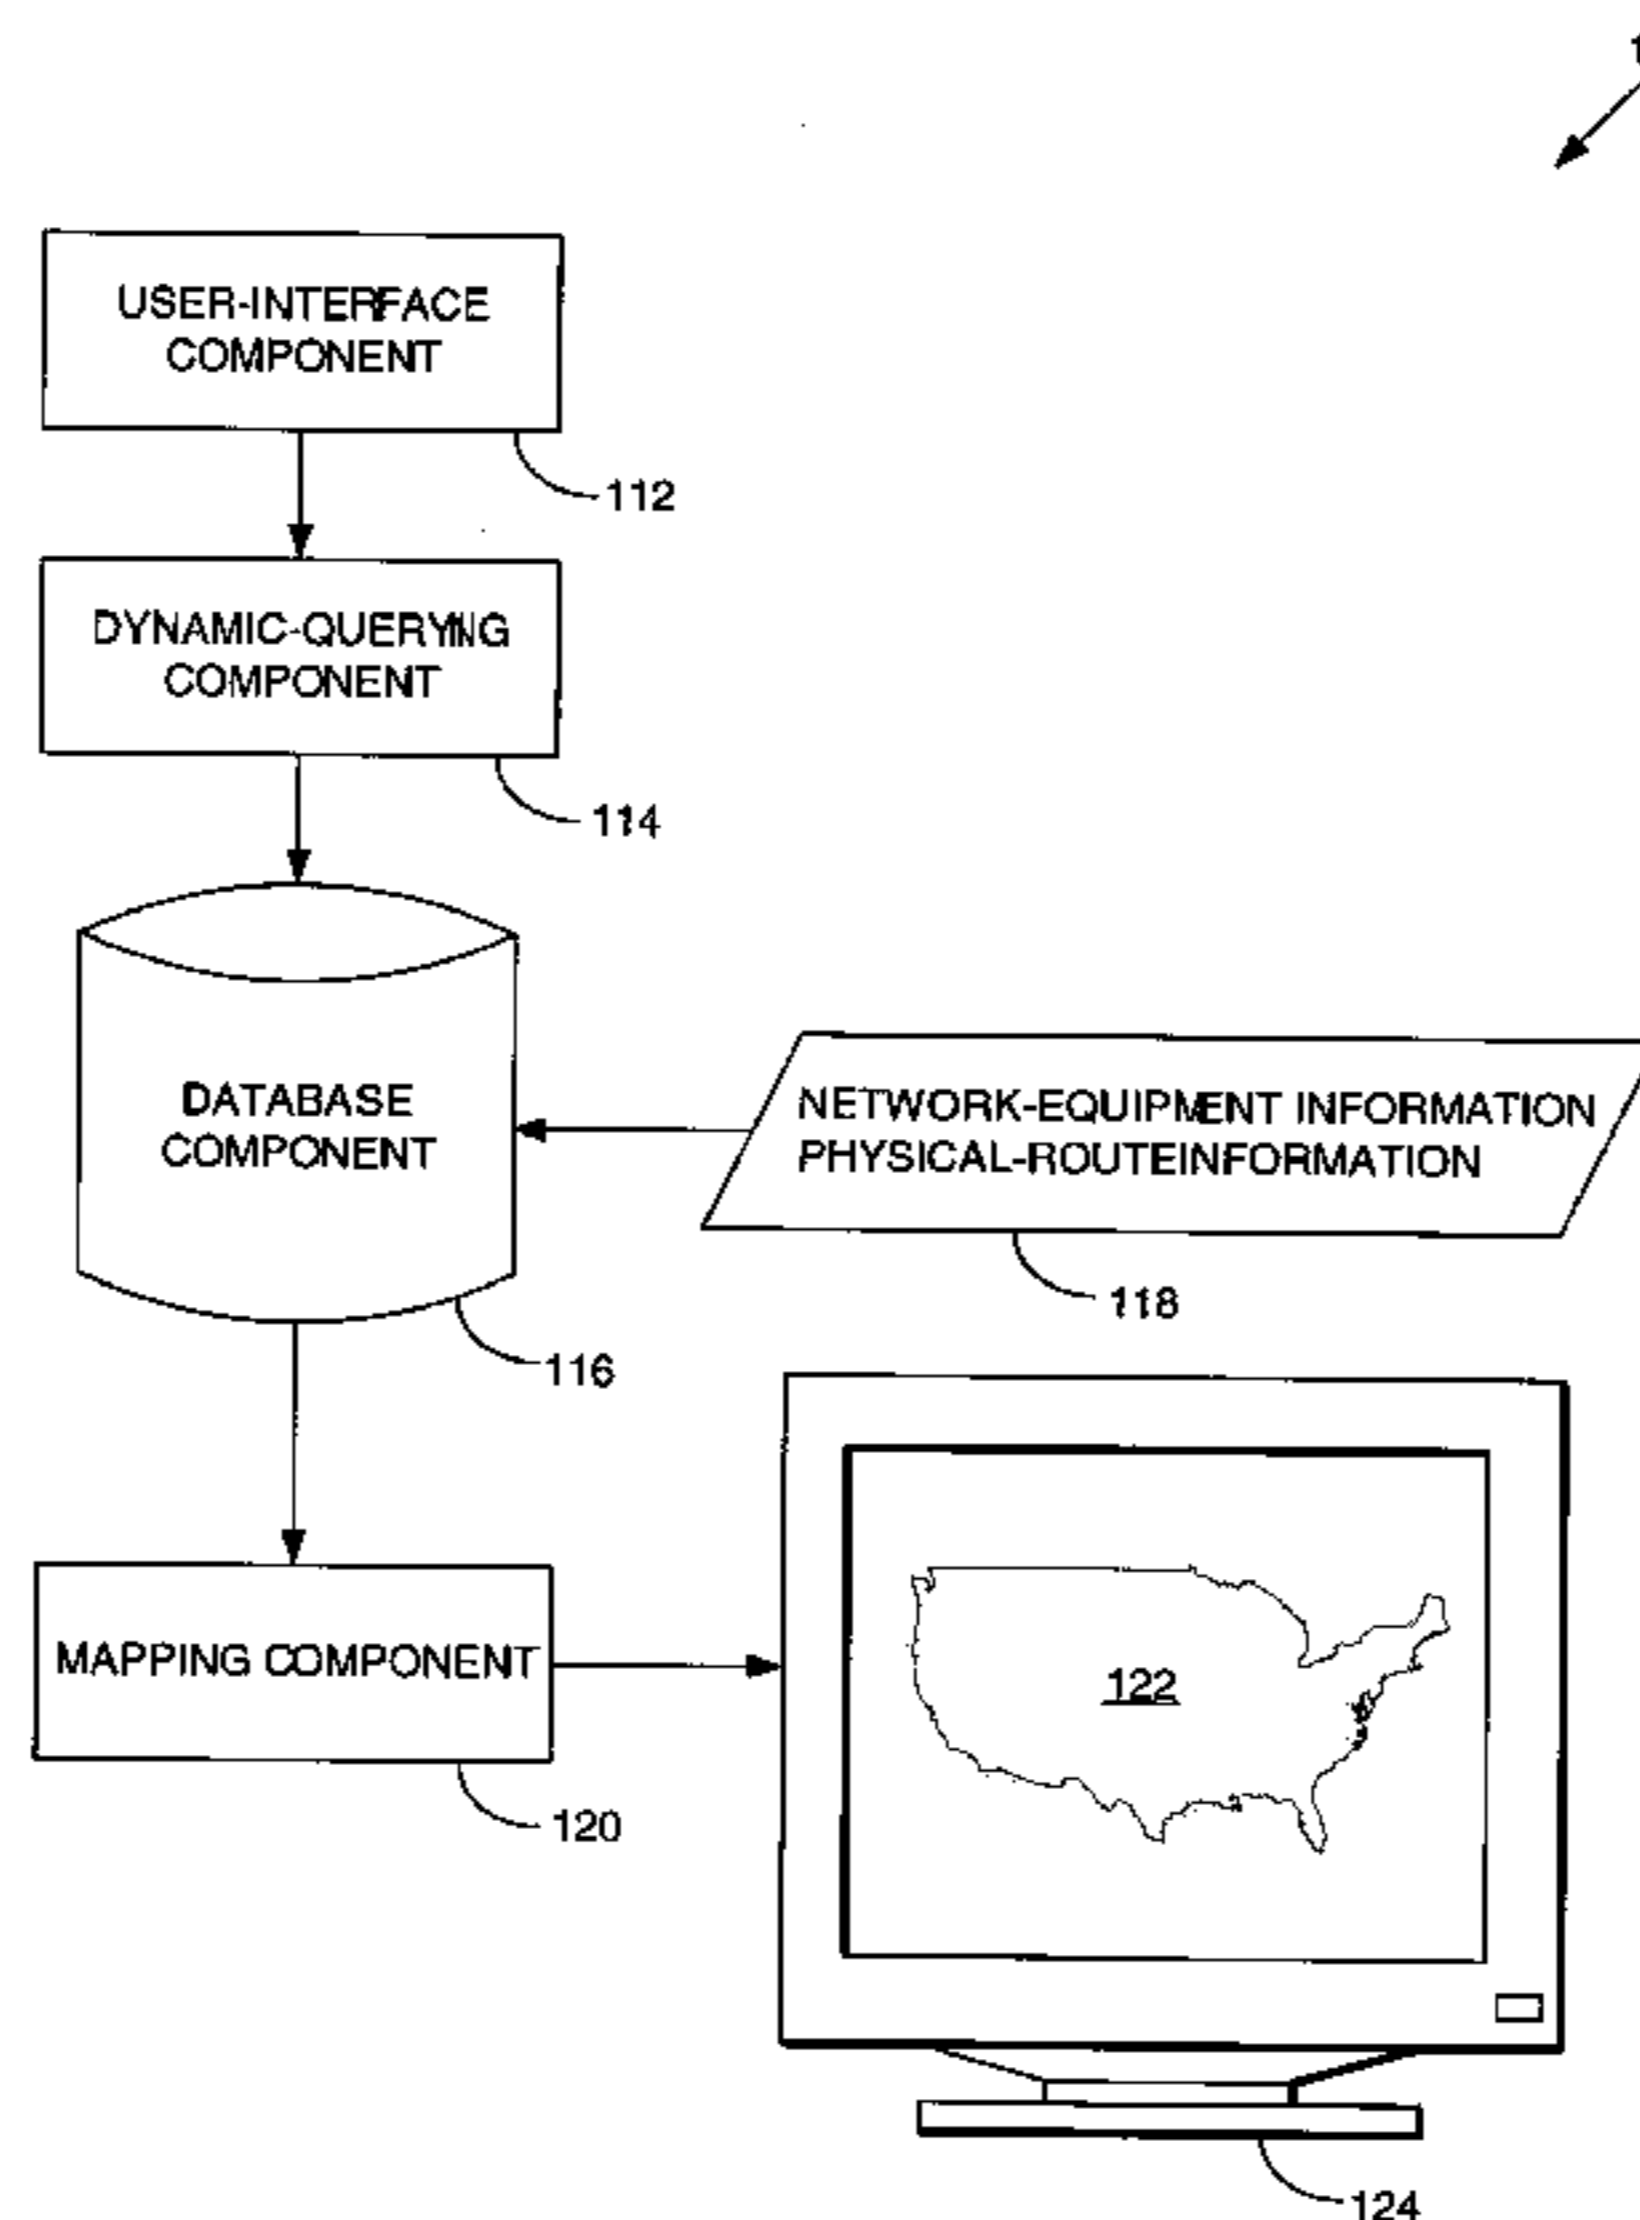 USER-INTERFACE
COMPONENT
112
DYNAMIC-QUERYING
COMPONENT
114
DATABASE
COMPONENT
NETWORK-EQUIPMENT INFORMATION
PHYSICAL-ROUTEINFORMATION
118
116
MAPPING COMPONENT
122
120
124